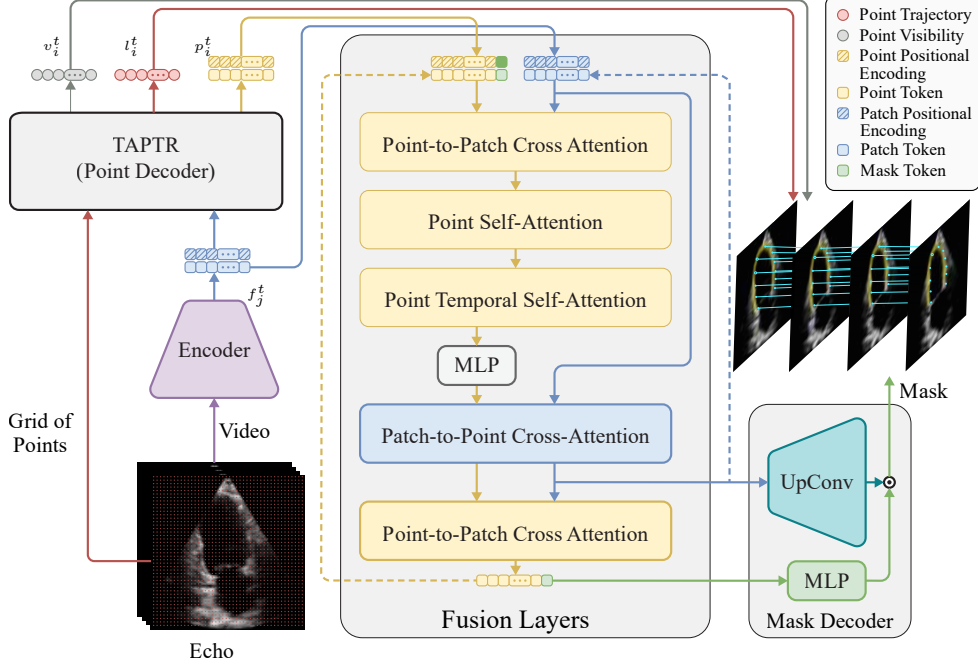 v_i^t
l_i^t
p_i^t
TAPTR
(Point Decoder)
f_j^t
Encoder
Video
Grid of
Points
Echo
Point-to-Patch Cross Attention
Point Self-Attention
Point Temporal Self-Attention
MLP
Patch-to-Point Cross-Attention
Point-to-Patch Cross Attention
Fusion Layers
Point Trajectory
Point Visibility
Point Positional
Encoding
Point Token
Patch Positional
Encoding
Patch Token
Mask Token
Mask
UpConv
MLP
Mask Decoder